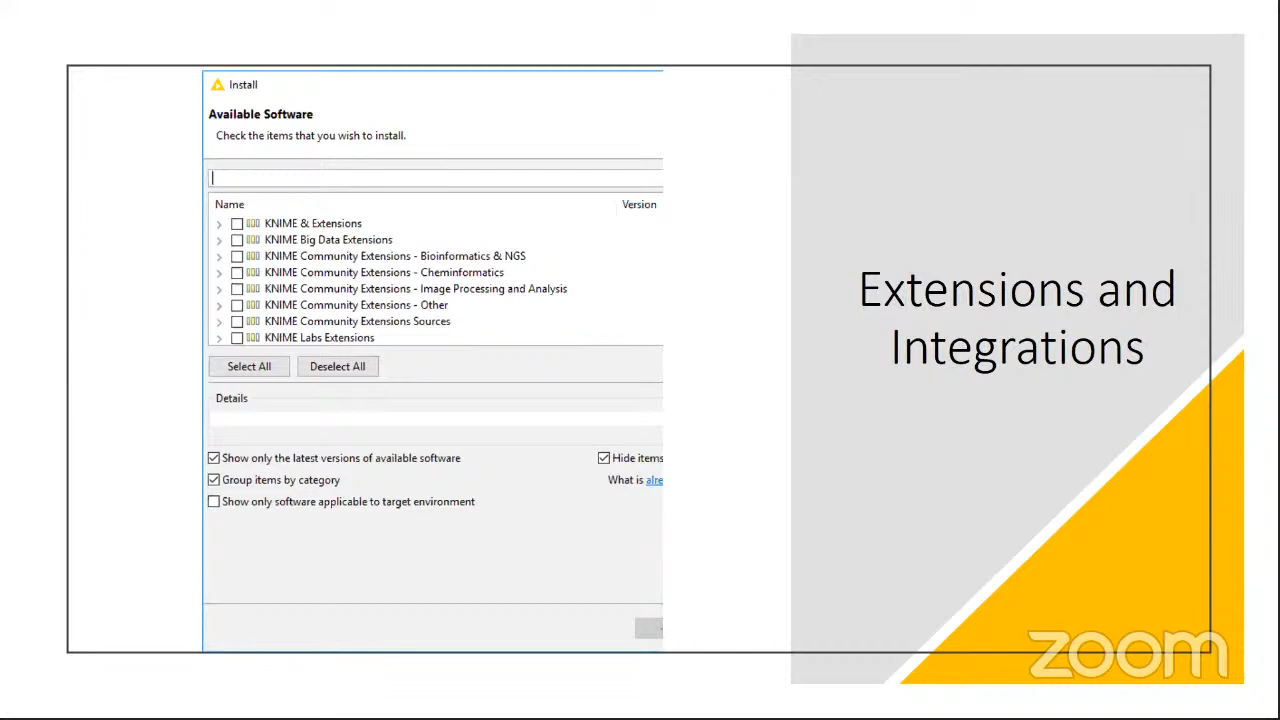 Install
Available Software
Check the items that you wish to install.
Name Version
KNIME & Extensions
KNIME Big Data Extensions
KNIME Community Extensions - Bioinformatics & NGS
KNIME Community Extensions - Cheminformatics
KNIME Community Extensions - Image Processing and Analysis
KNIME Community Extensions - Other
KNIME Community Extensions Sources
KNIME Labs Extensions
Select All Deselect All
Details
Show only the latest versions of available software Hide items
Group items by category What is alre
Show only software applicable to target environment
Extensions and
Integrations
zoom